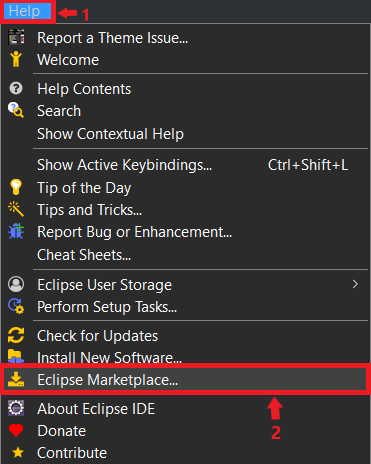 Help
1
Report a Theme Issue...
Welcome
Help Contents
Search
Show Contextual Help
Show Active Keybindings... Ctrl+Shift+L
Tip of the Day
Tips and Tricks...
Report Bug or Enhancement...
Cheat Sheets...
Eclipse User Storage
Perform Setup Tasks...
Check for Updates
Install New Software...
Eclipse Marketplace...
About Eclipse IDE
2
Donate
Contribute